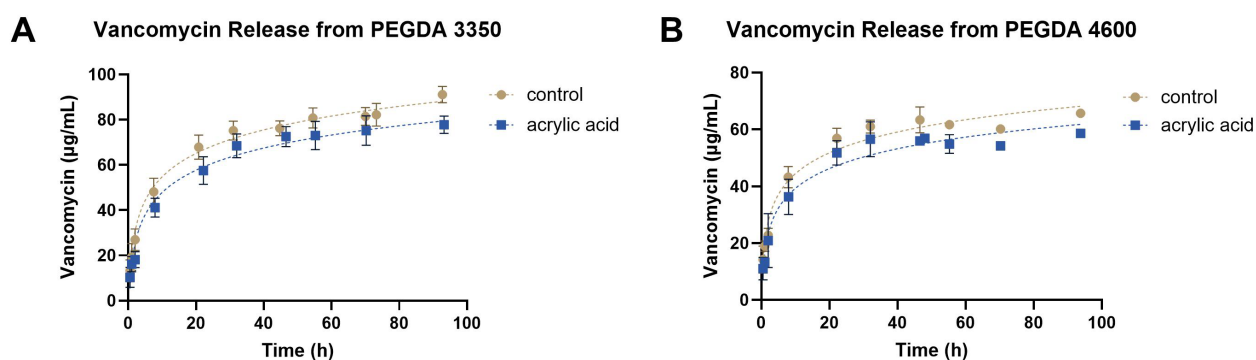 A
Vancomycin Release from PEGDA 3350
Vancomycin (µg/mL)
100
80
60
40
20
0
0 20 40 60 80 100
Time (h)
control
acrylic acid
B
Vancomycin Release from PEGDA 4600
Vancomycin (µg/mL)
80
60
40
20
0
0 20 40 60 80 100
Time (h)
control
acrylic acid